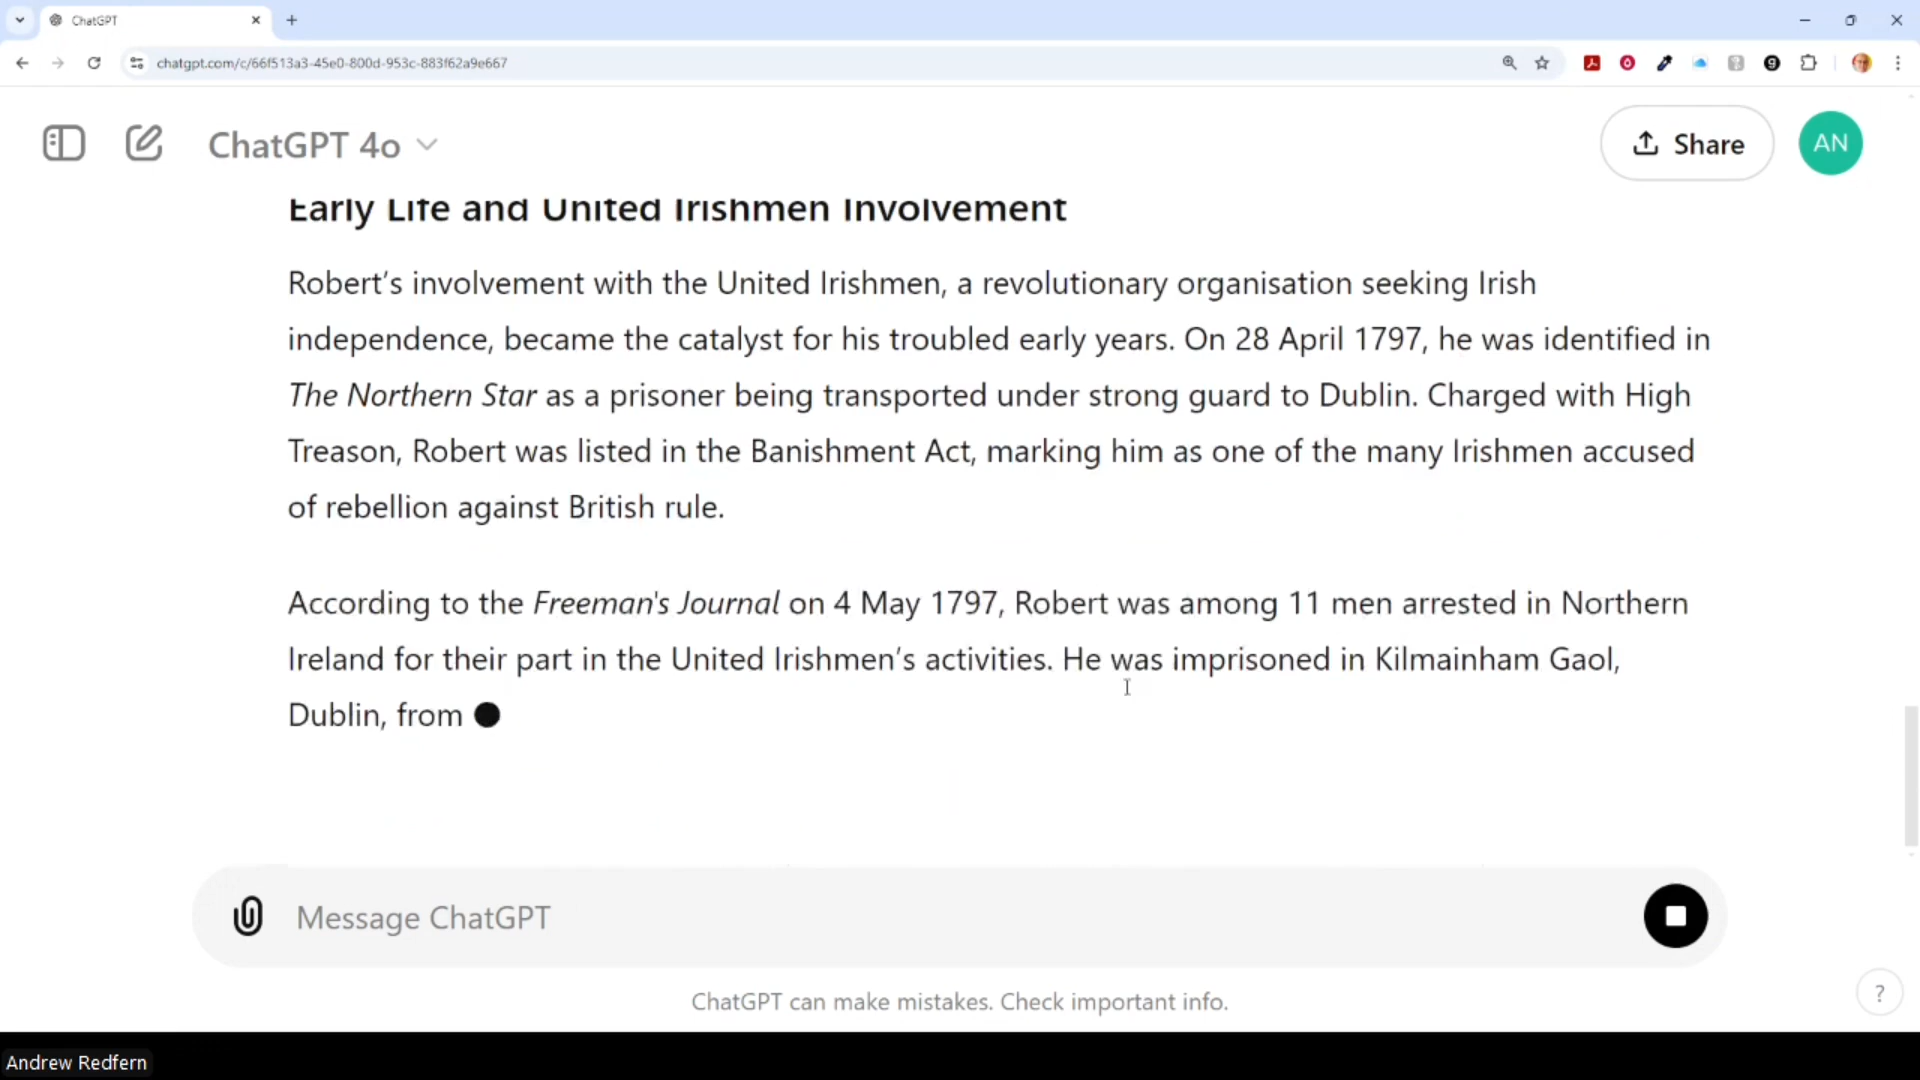 ChatGPT
chatgpt.com/c/66f513a3-45e0-800d-953c-883f62a9e667
ChatGPT 4o
Share
AN
Early Life and United Irishmen Involvement
Robert’s involvement with the United Irishmen, a revolutionary organisation seeking Irish
independence, became the catalyst for his troubled early years. On 28 April 1797, he was identified in
The Northern Star as a prisoner being transported under strong guard to Dublin. Charged with High
Treason, Robert was listed in the Banishment Act, marking him as one of the many Irishmen accused
of rebellion against British rule.
According to the Freeman's Journal on 4 May 1797, Robert was among 11 men arrested in Northern
Ireland for their part in the United Irishmen’s activities. He was imprisoned in Kilmainham Gaol,
Dublin, from
Message ChatGPT
ChatGPT can make mistakes. Check important info.
?
Andrew Redfern